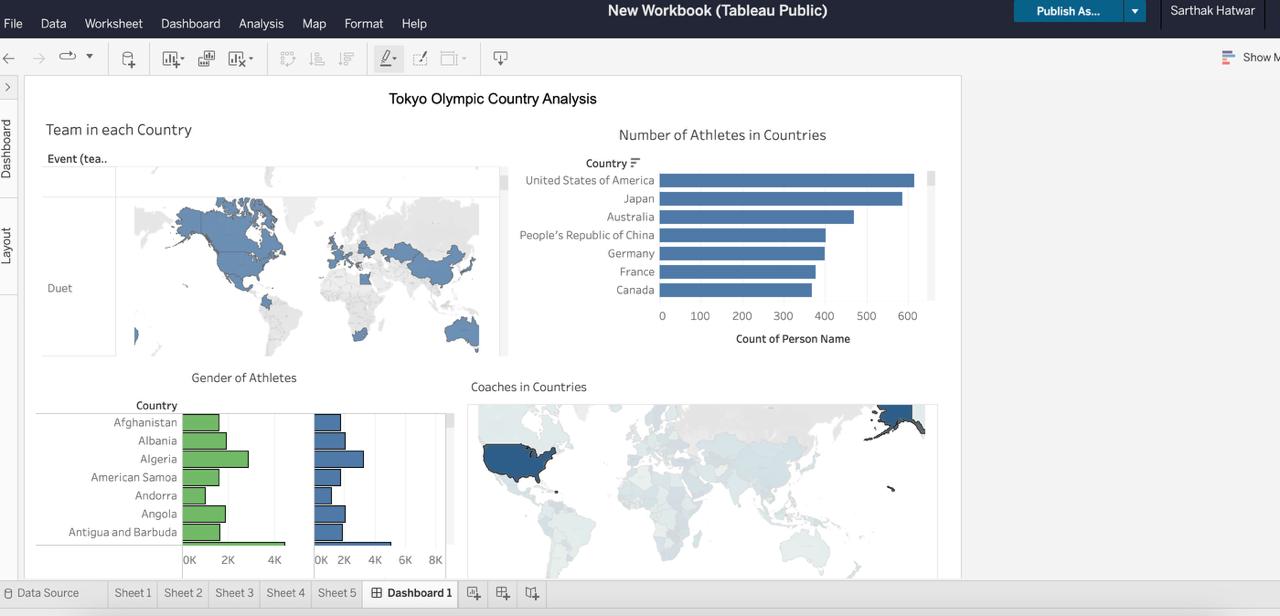 New Workbook (Tableau Public)
Publish As...
Sarthak Hatwar
File Data Worksheet Dashboard Analysis Map Format Help
Show M
Dashboard
Layout
Tokyo Olympic Country Analysis
Team in each Country
Event (tea..
Duet
Number of Athletes in Countries
Country
United States of America
Japan
Australia
People's Republic of China
Germany
France
Canada
0 100 200 300 400 500 600
Count of Person Name
Gender of Athletes
Country
Afghanistan
Albania
Algeria
American Samoa
Andorra
Angola
Antigua and Barbuda
0K 2K 4K 0K 2K 4K 6K 8K
Coaches in Countries
Data Source Sheet 1 Sheet 2 Sheet 3 Sheet 4 Sheet 5 Dashboard 1